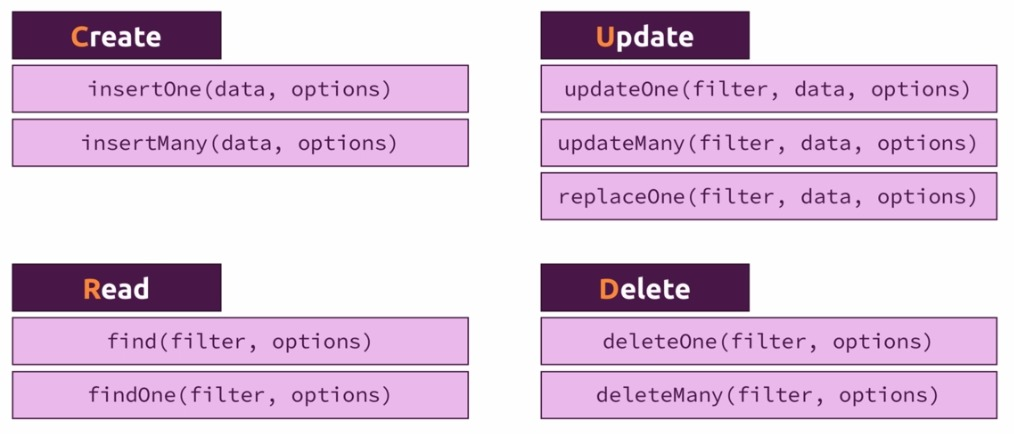 Create
insertOne(data, options)
insertMany(data, options)
Update
updateOne(filter, data, options)
updateMany(filter, data, options)
replaceOne(filter, data, options)
Read
find(filter, options)
findOne(filter, options)
Delete
deleteOne(filter, options)
deleteMany(filter, options)